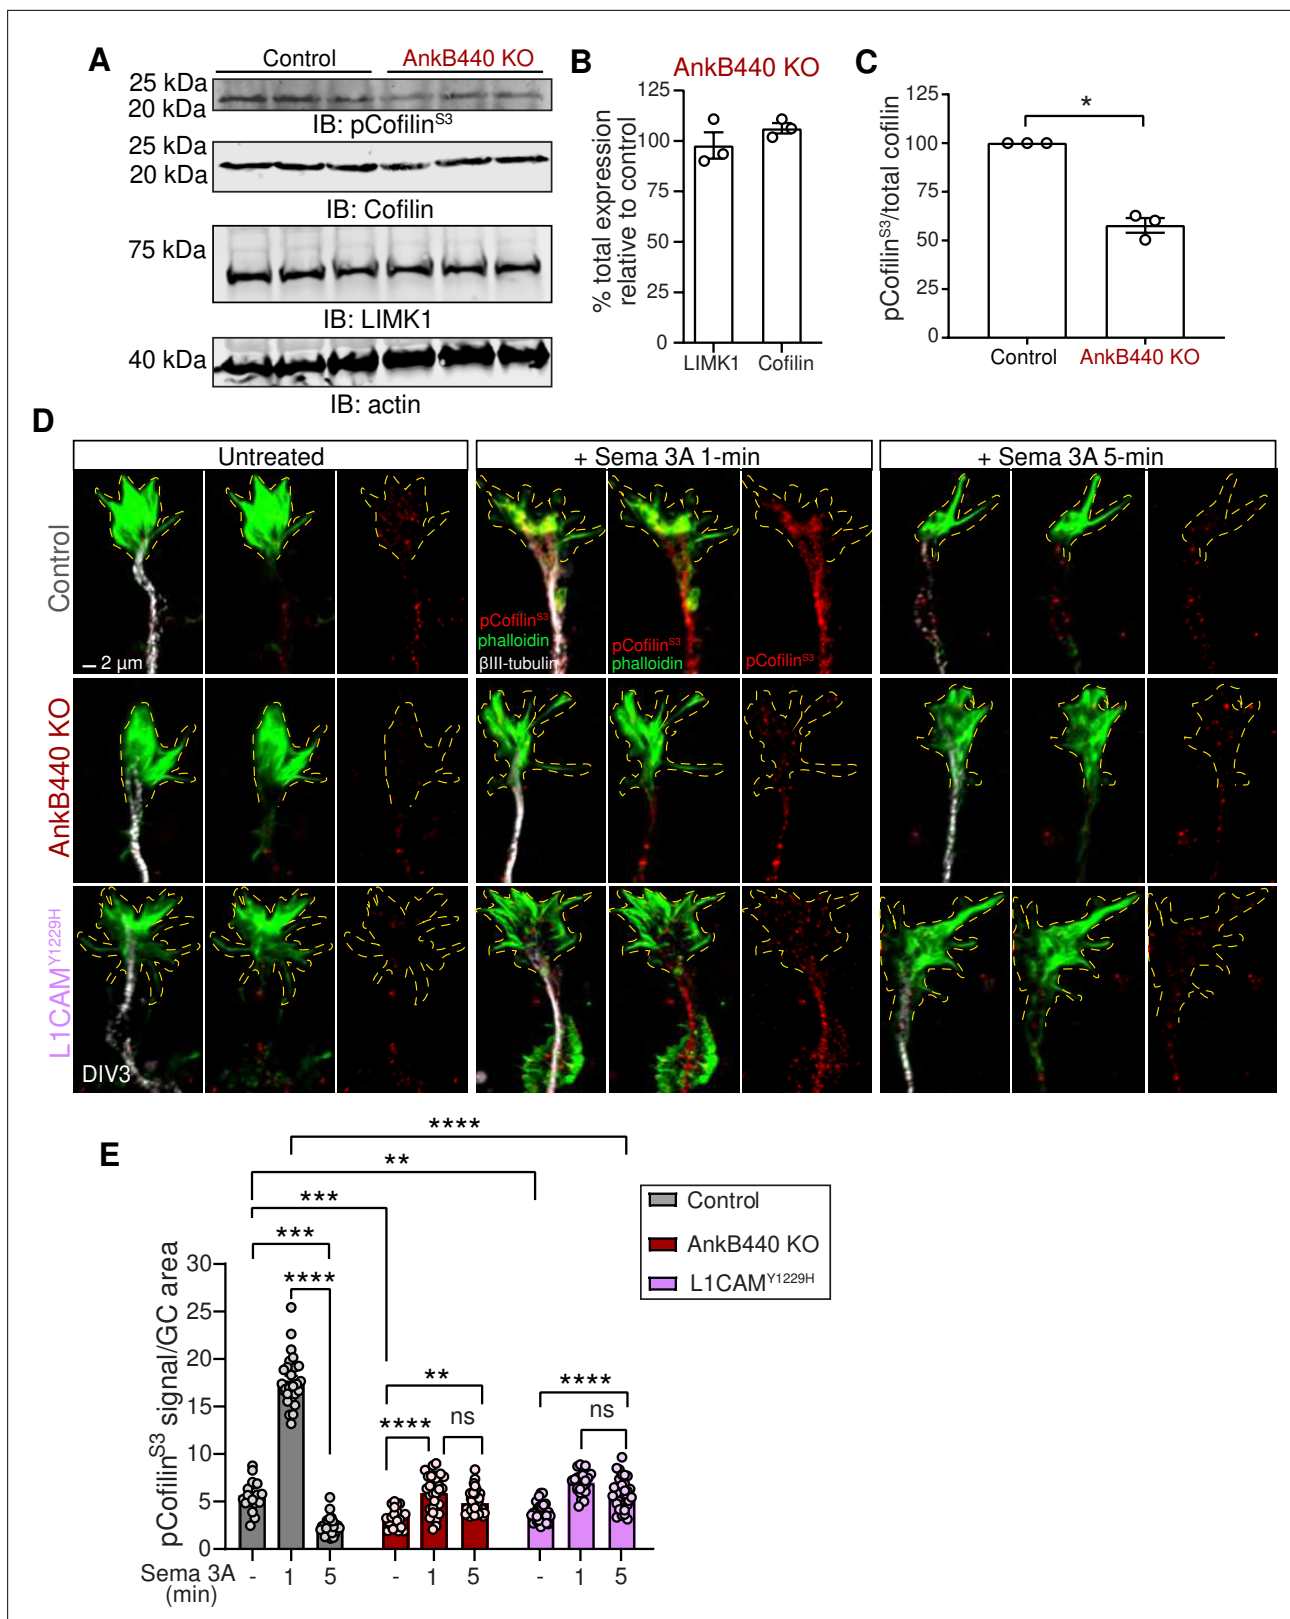 A
Control
AnkB440 KO
25 kDa
20 kDa
IB: pCofilinS3
25 kDa
20 kDa
IB: Cofilin
75 kDa
IB: LIMK1
40 kDa
IB: actin
B
AnkB440 KO
% total expression
relative to control
125
100
75
50
25
0
LIMK1
Cofilin
C
pCofilinS3/total cofilin
125
100
75
50
25
0
*
Control
AnkB440 KO
D
Untreated
+ Sema 3A 1-min
+ Sema 3A 5-min
Control
2 µm
pCofilinS3
phalloidin
βIII-tubulin
pCofilinS3
phalloidin
pCofilinS3
AnkB440 KO
L1CAMY1229H
DIV3
E
****
**
***
***
****
**
****
ns
****
ns
Control
AnkB440 KO
L1CAMY1229H
pCofilinS3 signal/GC area
30
25
20
15
10
5
0
Sema 3A
(min)
- 1 5 - 1 5 - 1 5